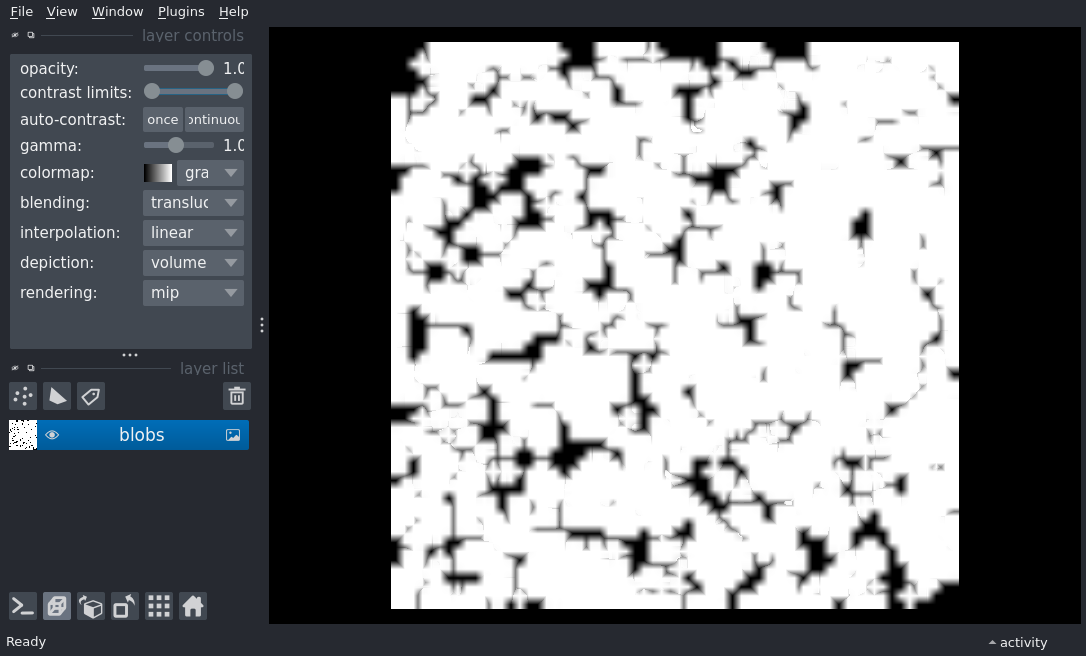 File View Window Plugins Help
layer controls
opacity: 1.0
contrast limits:
auto-contrast: once ontinuou
gamma: 1.0
colormap: gra
blending: transluc
interpolation: linear
depiction: volume
rendering: mip
layer list
blobs
Ready
activity